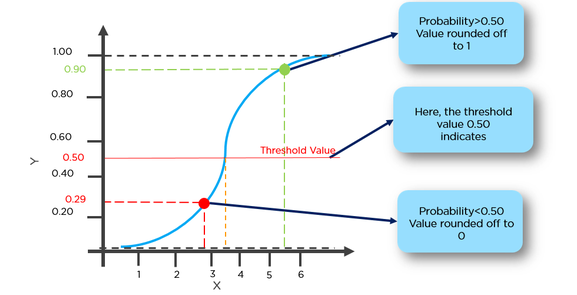 Probability>0.50
Value rounded off
to 1
1.00
0.90
0.80
Here, the threshold
value 0.50
indicates
0.60
Threshold Value
0.50
Y
0.40
0.29
0.20
Probability<0.50
Value rounded off to
0
1 2 3 4 5 6
X